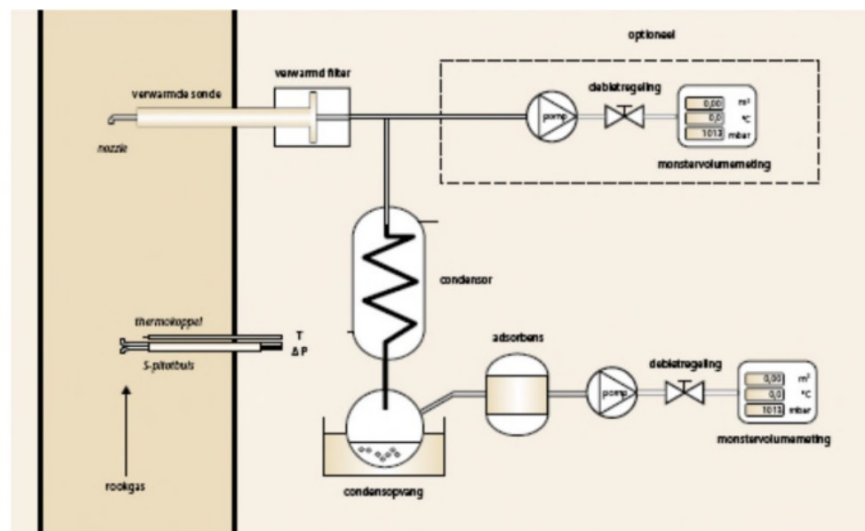 optioneel
verwarmd filter
verwarmde sonde
debietregeling
nozzle
pomp
0,00 m³
0,0 °C
1013 mbar
monstervolumemeting
condensor
thermokoppel
T
ΔP
S-pitotbuis
adsorbens
debietregeling
pomp
0,00 m³
0,0 °C
1013 mbar
monstervolumemeting
rookgas
condensopvang